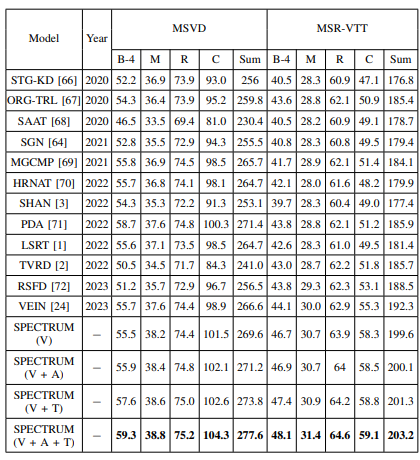 Model Year MSVD MSR-VTT
B-4 M R C Sum B-4 M R C Sum
STG-KD [66] 2020 52.2 36.9 73.9 93.0 256 40.5 28.3 60.9 47.1 176.8
ORG-TRL [67] 2020 54.3 36.4 73.9 95.2 259.8 43.6 28.8 62.1 50.9 185.4
SAAT [68] 2020 46.5 33.5 69.4 81.0 230.4 40.5 28.2 60.9 49.1 178.7
SGN [64] 2021 52.8 35.5 72.9 94.3 255.5 40.8 28.3 60.8 49.5 179.4
MGCMP [69] 2021 55.8 36.9 74.5 98.5 265.7 41.7 28.9 62.1 51.4 184.1
HRNAT [70] 2022 55.7 36.8 74.1 98.1 264.7 42.1 28.0 61.6 48.2 179.9
SHAN [3] 2022 54.3 35.3 72.2 91.3 253.1 39.7 28.3 60.4 49.0 177.4
PDA [71] 2022 58.7 37.6 74.8 100.3 271.4 43.8 28.8 62.1 51.2 185.9
LSRT [1] 2022 55.6 37.1 73.5 98.5 264.7 42.6 28.3 61.0 49.5 181.4
TVRD [2] 2022 50.5 34.5 71.7 84.3 241.0 43.0 28.7 62.2 51.8 185.7
RSFD [72] 2023 51.2 35.7 72.9 96.7 256.5 43.8 29.3 62.3 53.1 188.5
VEIN [24] 2023 55.7 37.6 74.4 98.9 266.6 44.1 30.0 62.9 55.3 192.3
SPECTRUM
(V) – 55.5 38.2 74.4 101.5 269.6 46.7 30.7 63.9 58.3 199.6
SPECTRUM
(V + A) – 55.9 38.4 74.8 102.1 271.2 46.9 30.7 64 58.5 200.1
SPECTRUM
(V + T) – 57.6 38.6 75.0 102.6 273.8 47.4 30.9 64.2 58.8 201.3
SPECTRUM
(V + A + T) – 59.3 38.8 75.2 104.3 277.6 48.1 31.4 64.6 59.1 203.2